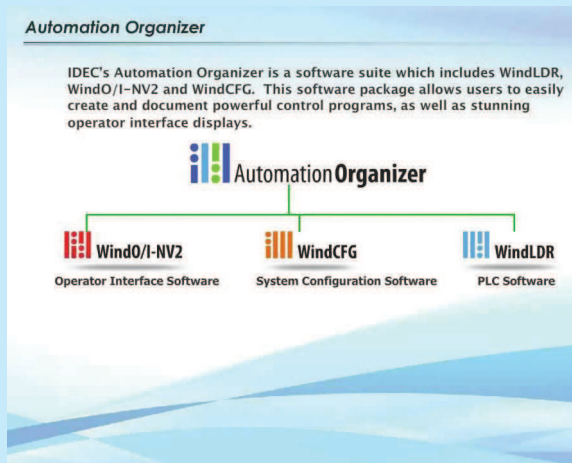 Automation Organizer
IDEC's Automation Organizer is a software suite which includes WindLDR,
WindO/I-NV2 and WindCFG. This software package allows users to easily
create and document powerful control programs, as well as stunning
operator interface displays.
AutomationOrganizer
WindO/I-NV2
WindCFG
WindLDR
Operator Interface Software
System Configuration Software
PLC Software